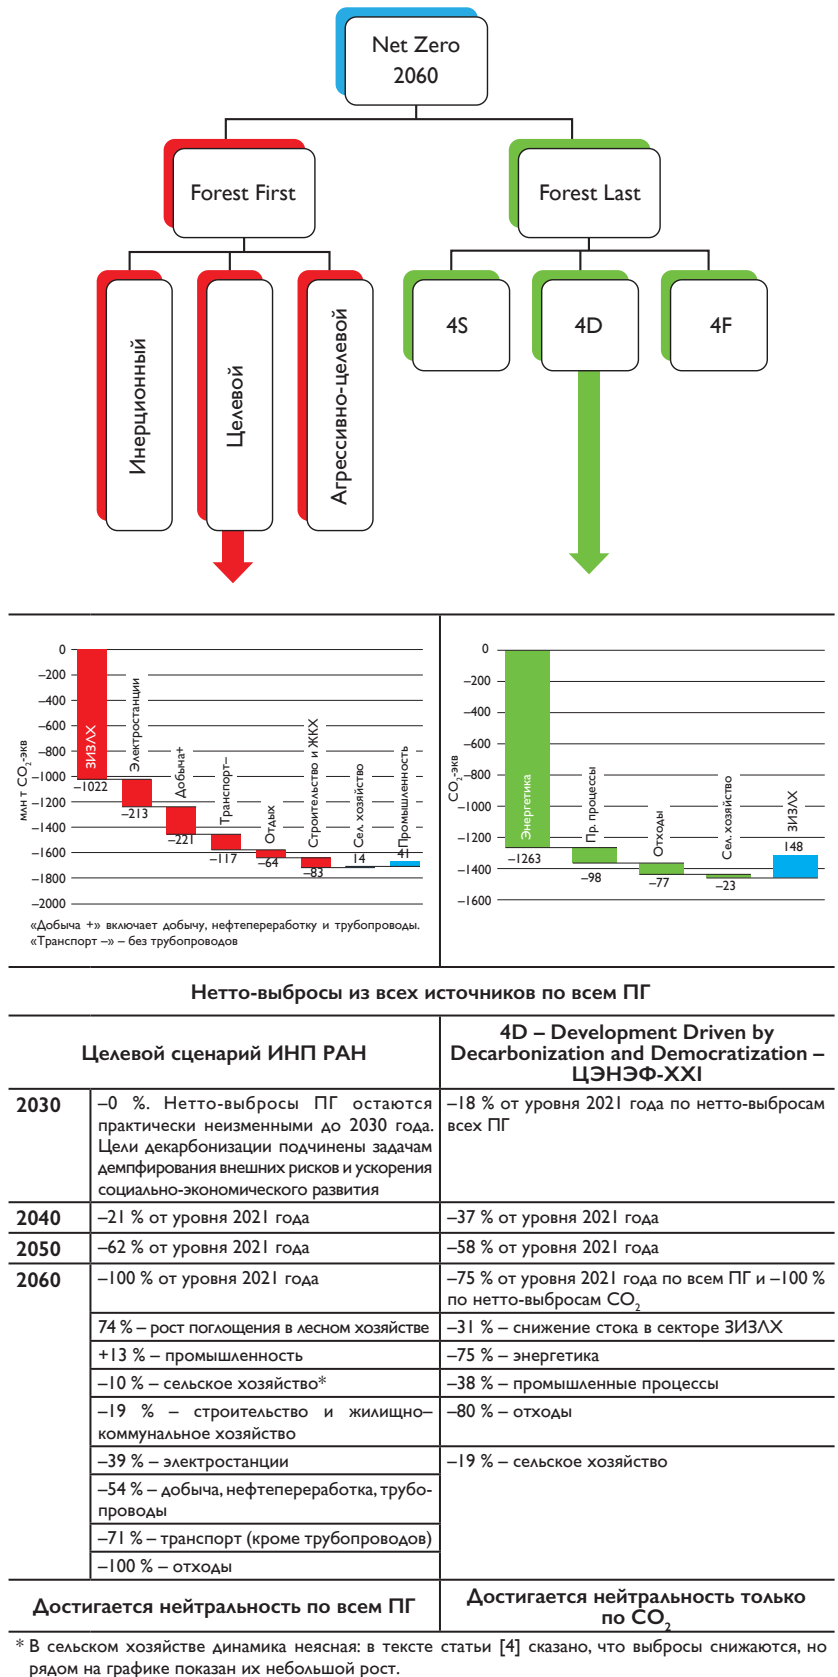 Net Zero
2060
Forest First
Forest Last
Инерционный
Целевой
Агрессивно-целевой
4S
4D
4F
млн т CO2-экв
0
–200
–400
–600
–800
–1000
–1200
–1400
–1600
–1800
–2000
ЗИЗЛХ
–1022
Электростанции
–213
Добыча+
–221
Транспорт–
–117
Отдых
–64
Строительство и ЖКХ
–83
Сел. хозяйство
14
Промышленность
41
«Добыча +» включает добычу, нефтепереработку и трубопроводы.
«Транспорт –» – без трубопроводов
CO2-экв
0
–200
–400
–600
–800
–1000
–1200
–1400
–1600
Энергетика
–1263
Пр. процессы
–98
Отходы
–77
Сел. хозяйство
–23
ЗИЗЛХ
148
Нетто-выбросы из всех источников по всем ПГ
Целевой сценарий ИНП РАН
4D – Development Driven by
Decarbonization and Democratization –
ЦЭНЭФ-XXI
2030
–0 %. Нетто-выбросы ПГ остаются
практически неизменными до 2030 года.
Цели декарбонизации подчинены задачам
демпфирования внешних рисков и ускорения
социально-экономического развития
–18 % от уровня 2021 года по нетто-выбросам
всех ПГ
2040
–21 % от уровня 2021 года
–37 % от уровня 2021 года
2050
–62 % от уровня 2021 года
–58 % от уровня 2021 года
2060
–100 % от уровня 2021 года
–75 % от уровня 2021 года по всем ПГ и –100 %
по нетто-выбросам CO2
74 % – рост поглощения в лесном хозяйстве
–31 % – снижение стока в секторе ЗИЗЛХ
+13 % – промышленность
–75 % – энергетика
–10 % – сельское хозяйство*
–38 % – промышленные процессы
–19 % – строительство и жилищно–
коммунальное хозяйство
–80 % – отходы
–39 % – электростанции
–19 % – сельское хозяйство
–54 % – добыча, нефтепереработка, трубо-
проводы
–71 % – транспорт (кроме трубопроводов)
–100 % – отходы
Достигается нейтральность по всем ПГ
Достигается нейтральность только
по CO2
* В сельском хозяйстве динамика неясная: в тексте статьи [4] сказано, что выбросы снижаются, но
рядом на графике показан их небольшой рост.